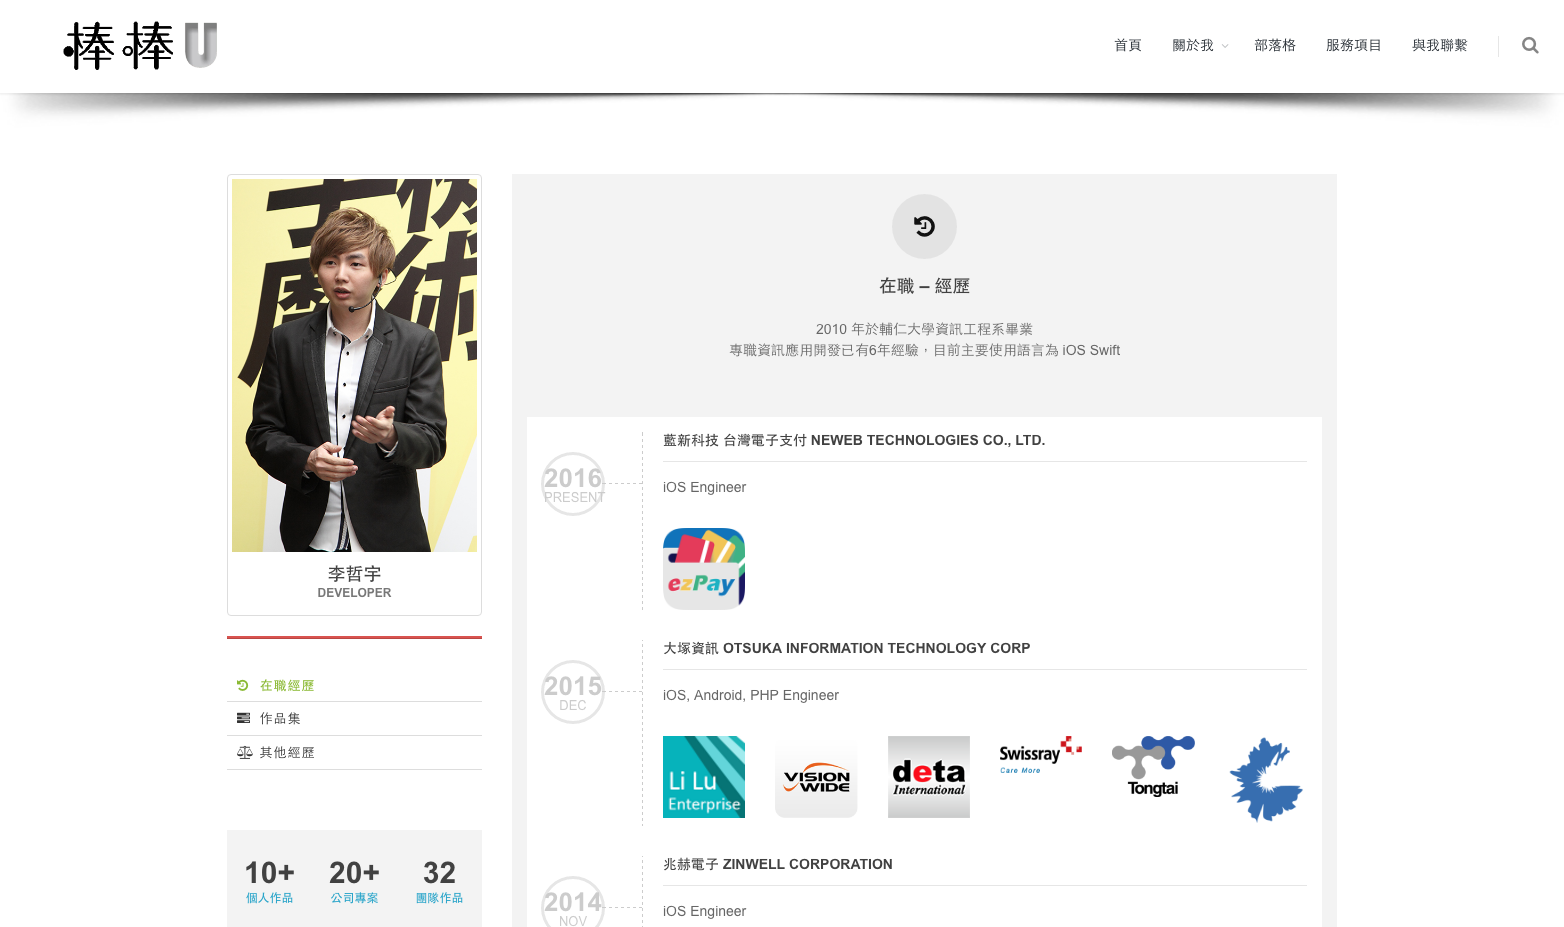 棒棒U
首頁
關於我
部落格
服務項目
與我聯繫
李哲宇
DEVELOPER
在職經歷
作品集
其他經歷
10+
個人作品
20+
公司專案
32
團隊作品
在職 – 經歷
2010 年於輔仁大學資訊工程系畢業
專職資訊應用開發已有6年經驗，目前主要使用語言為 iOS Swift
2016
PRESENT
藍新科技 台灣電子支付 NEWEB TECHNOLOGIES CO., LTD.
iOS Engineer
ezPay
2015
DEC
大塚資訊 OTSUKA INFORMATION TECHNOLOGY CORP
iOS, Android, PHP Engineer
Li Lu
Enterprise
VISION
WIDE
deta
International
Swissray
Care More
Tongtai
2014
NOV
兆赫電子 ZINWELL CORPORATION
iOS Engineer